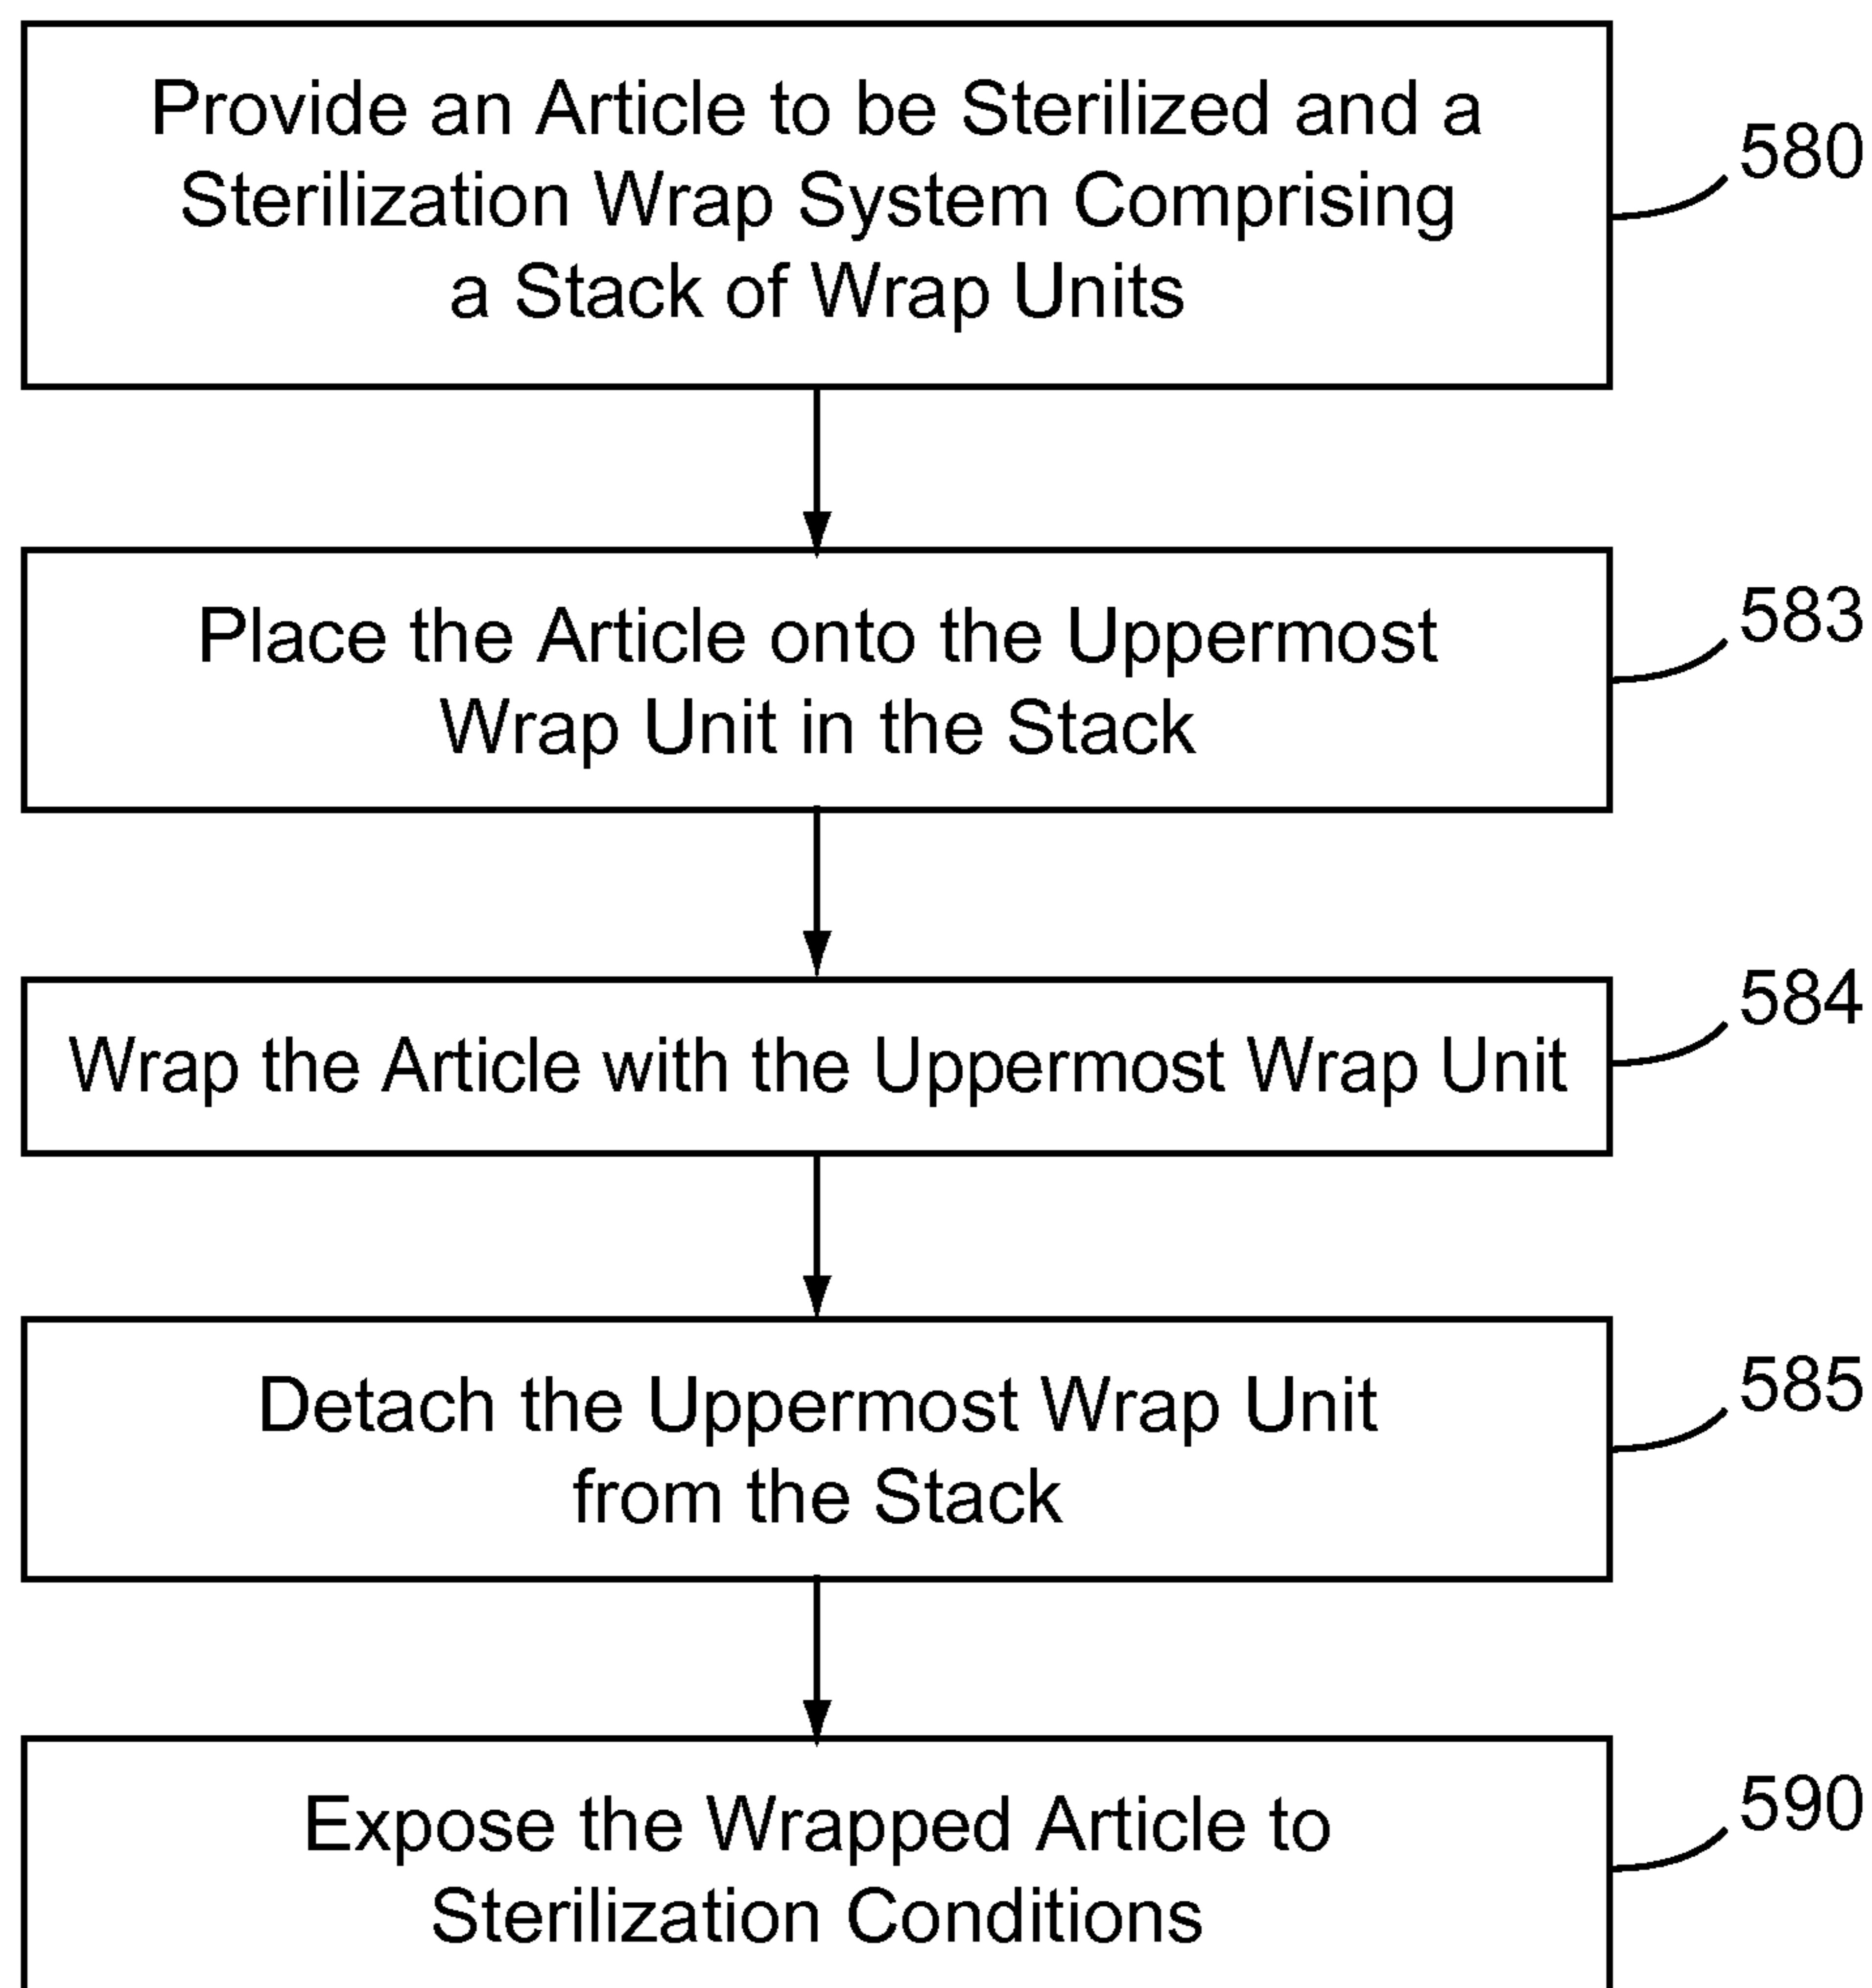 Provide an Article to be Sterilized and a
Sterilization Wrap System Comprising
a Stack of Wrap Units
580
Place the Article onto the Uppermost
Wrap Unit in the Stack
583
Wrap the Article with the Uppermost Wrap Unit
584
Detach the Uppermost Wrap Unit
from the Stack
585
Expose the Wrapped Article to
Sterilization Conditions
590